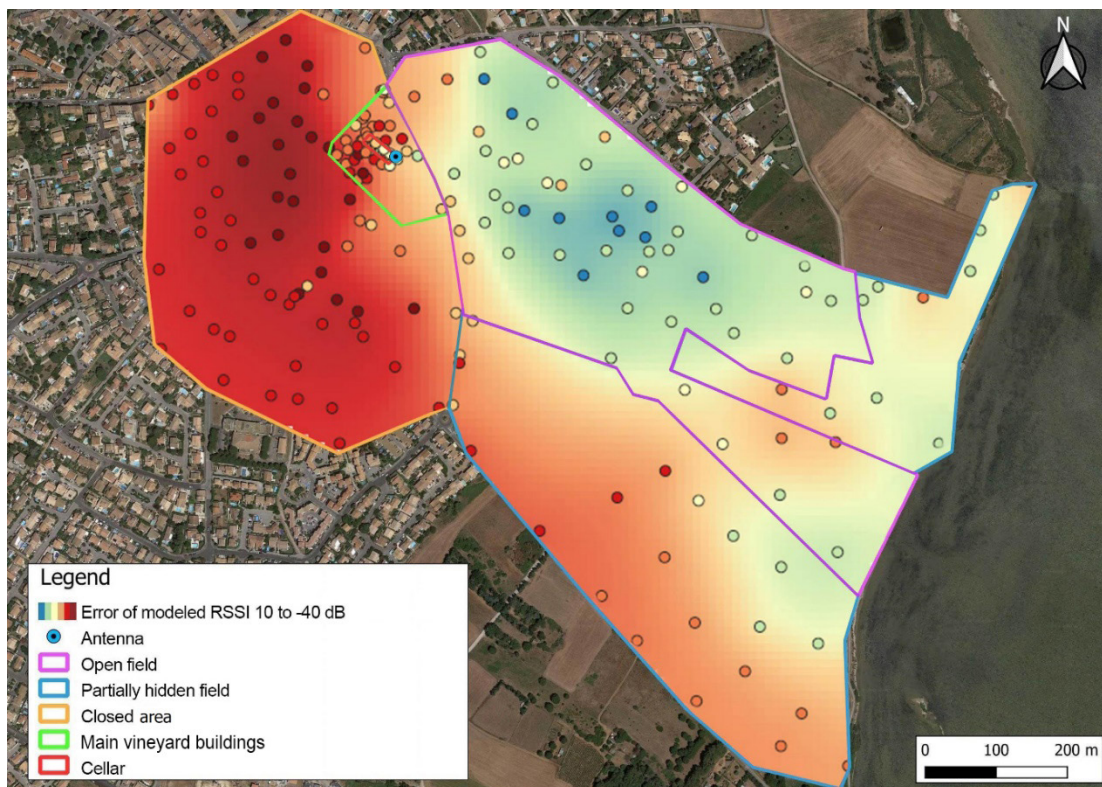 N
Legend
Error of modeled RSSI 10 to -40 dB
Antenna
Open field
Partially hidden field
Closed area
Main vineyard buildings
Cellar
0 100 200 m